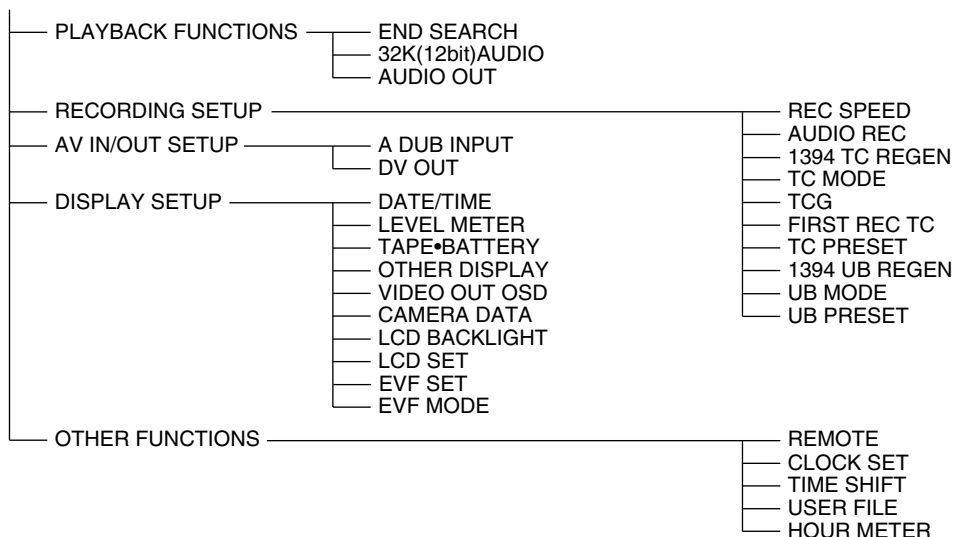 PLAYBACK FUNCTIONS
END SEARCH
32K(12bit)AUDIO
AUDIO OUT
RECORDING SETUP
REC SPEED
AUDIO REC
1394 TC REGEN
TC MODE
TCG
FIRST REC TC
TC PRESET
1394 UB REGEN
UB MODE
UB PRESET
AV IN/OUT SETUP
A DUB INPUT
DV OUT
DISPLAY SETUP
DATE/TIME
LEVEL METER
TAPE•BATTERY
OTHER DISPLAY
VIDEO OUT OSD
CAMERA DATA
LCD BACKLIGHT
LCD SET
EVF SET
EVF MODE
OTHER FUNCTIONS
REMOTE
CLOCK SET
TIME SHIFT
USER FILE
HOUR METER